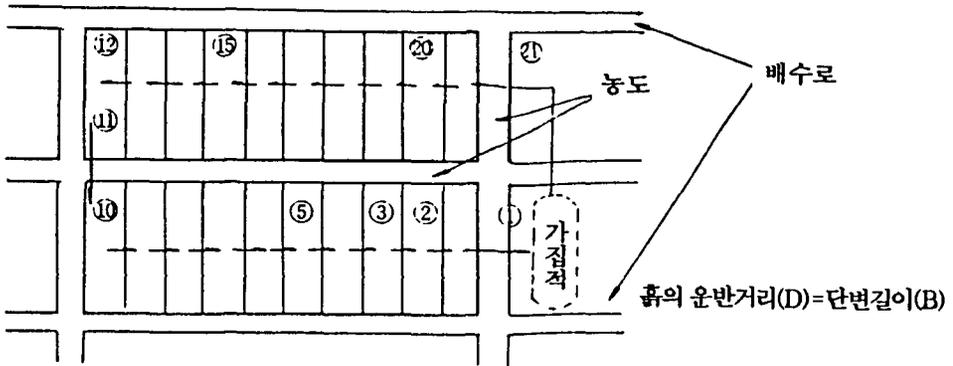 ⑫ ⑮ ⑳ ㉑
배수로
농도
⑪
⑩ ⑤ ③ ② ①
가집적
흙의 운반거리(D)=단변길이(B)